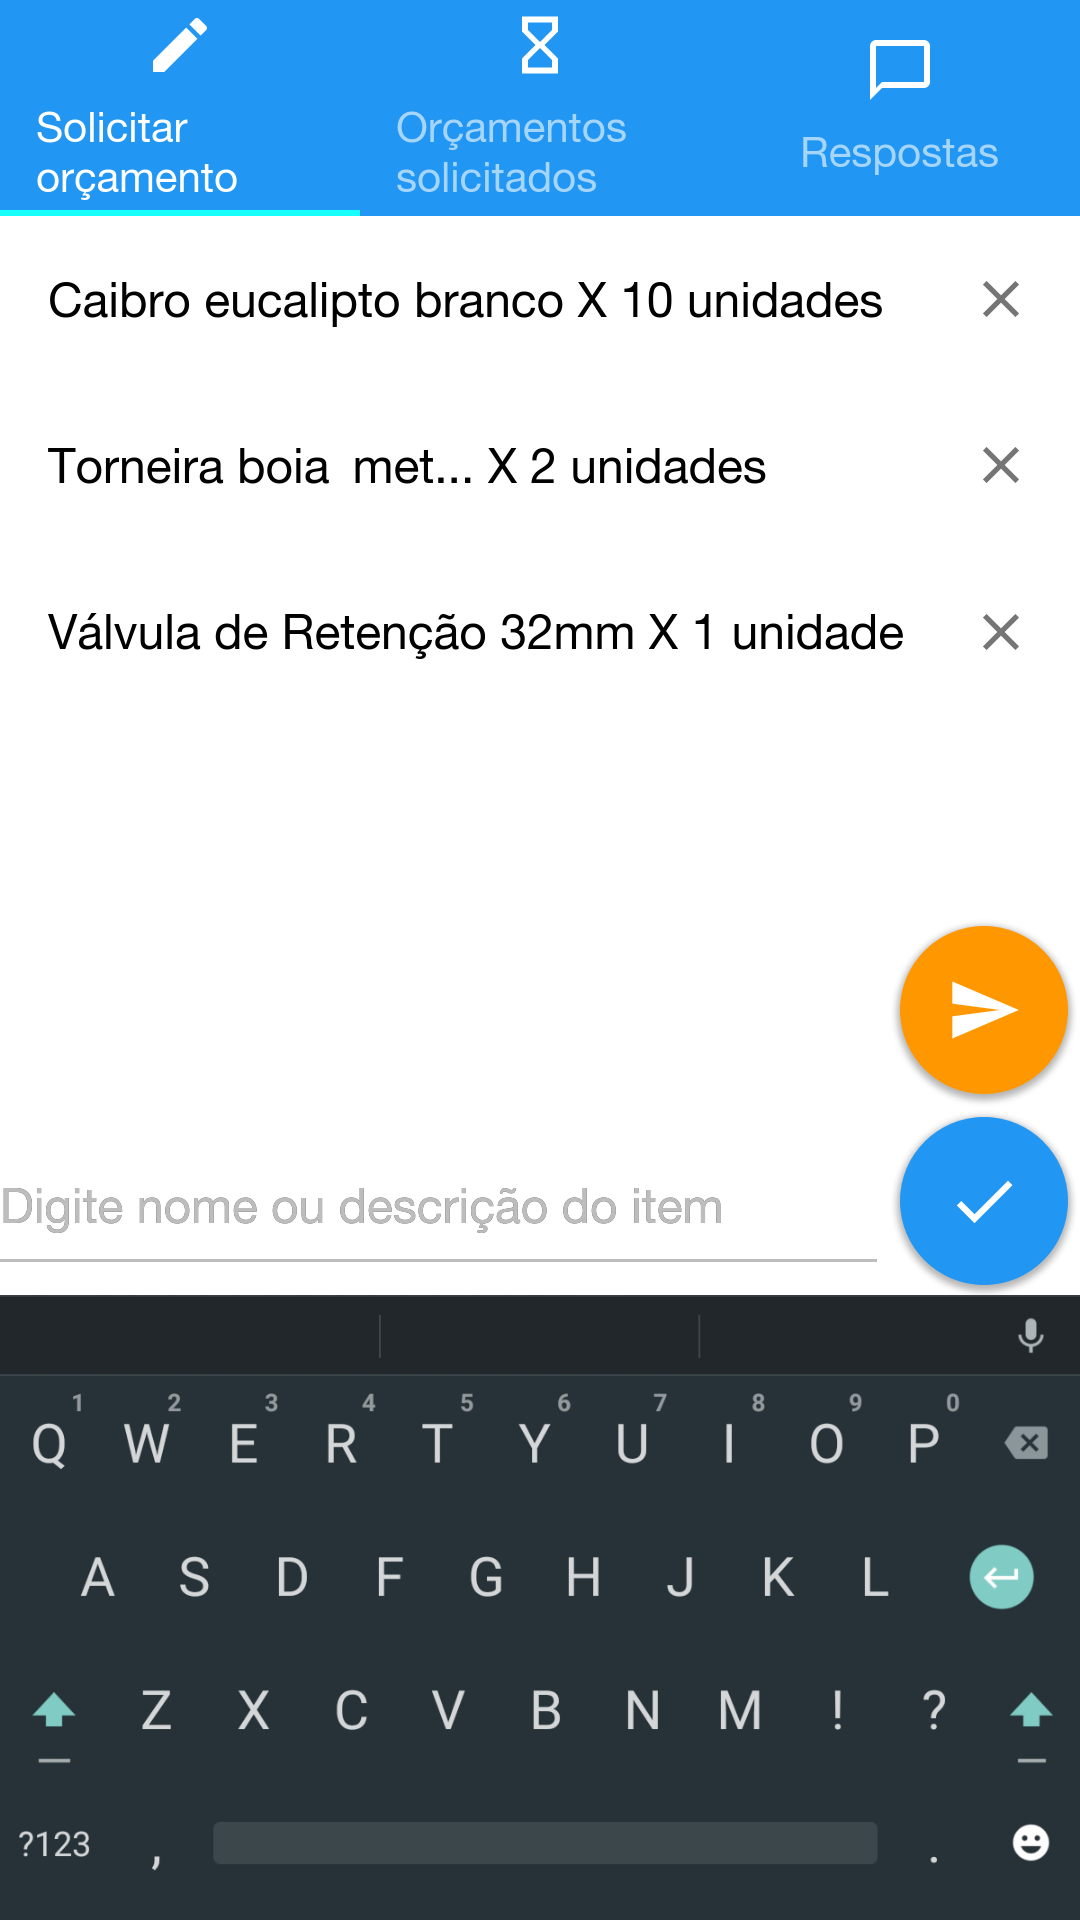 Solicitar
orçamento
Orçamentos
solicitados
Respostas
Caibro eucalipto branco X 10 unidades
Torneira boia  met... X 2 unidades
Válvula de Retenção 32mm X 1 unidade
Digite nome ou descrição do item
1 2 3 4 5 6 7 8 9 0
Q W E R T Y U I O P
A S D F G H J K L
Z X C V B N M ! ?
?123 , .